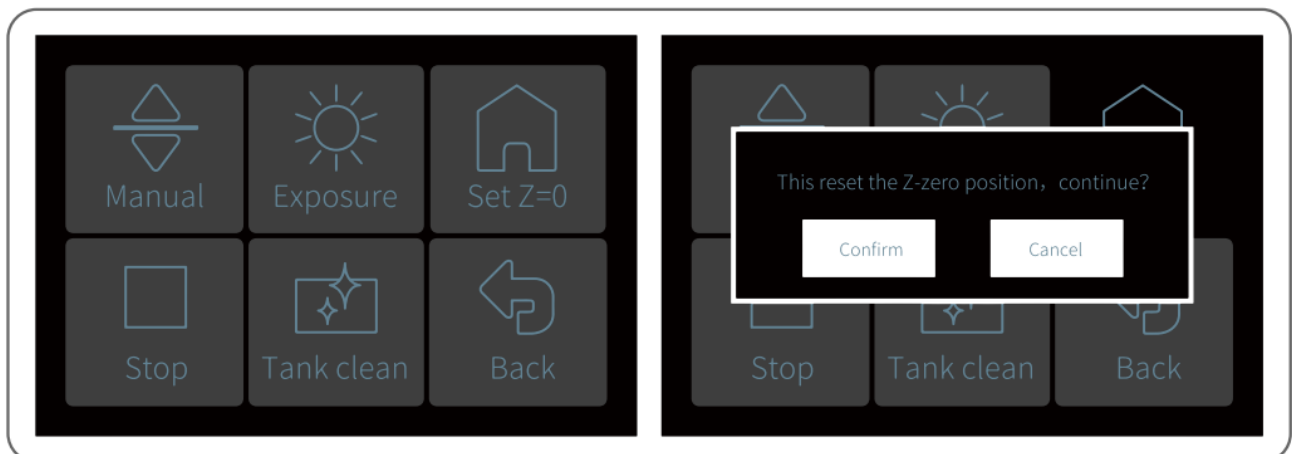 Manual Exposure Set Z=0
Stop Tank clean Back
This reset the Z-zero position，continue?
Confirm Cancel
Stop Tank clean Back